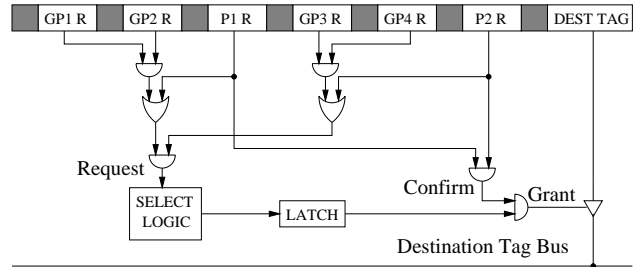 GP1 R GP2 R P1 R GP3 R GP4 R P2 R DEST TAG
Request
Confirm
Grant
SELECT
LOGIC
LATCH
Destination Tag Bus